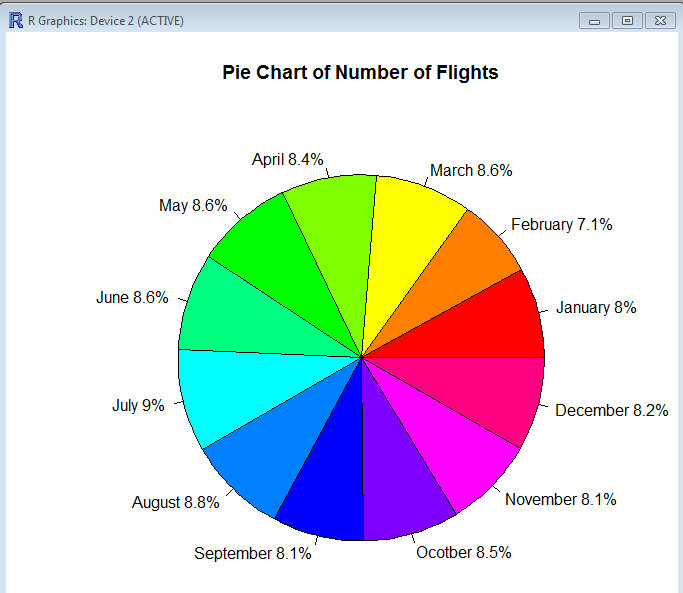 R Graphics: Device 2 (ACTIVE)
Pie Chart of Number of Flights
April 8.4%
March 8.6%
May 8.6%
February 7.1%
June 8.6%
January 8%
July 9%
December 8.2%
August 8.8%
November 8.1%
September 8.1%
Ocotber 8.5%